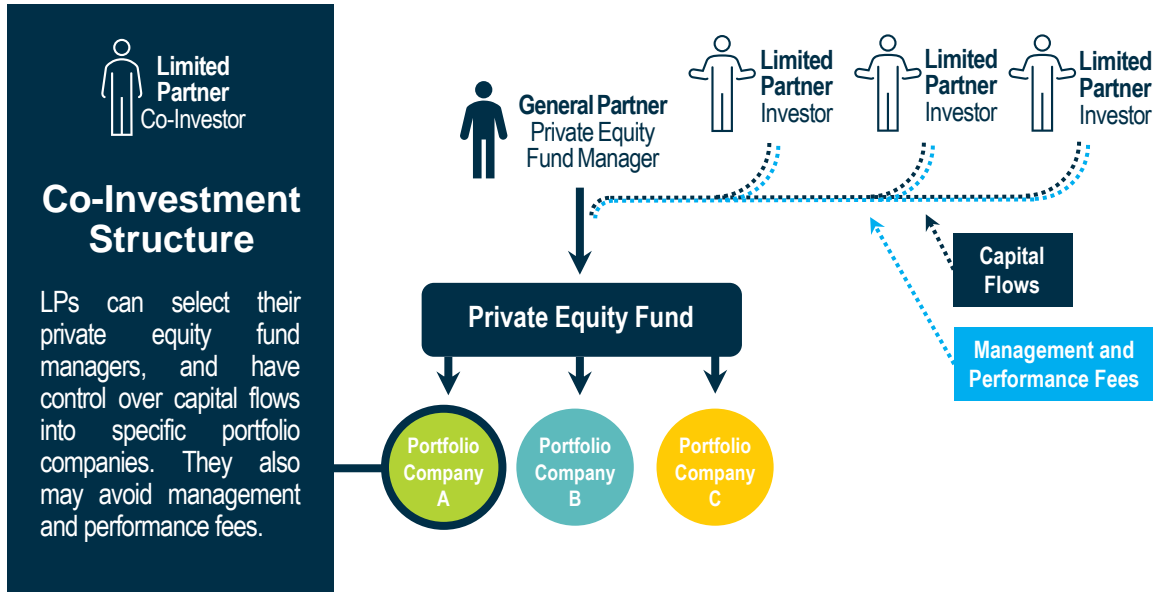 Limited
Partner
Co-Investor
Co-Investment
Structure
LPs can select their
private equity fund
managers, and have
control over capital flows
into specific portfolio
companies. They also
may avoid management
and performance fees.
General Partner
Private Equity
Fund Manager
Limited
Partner
Investor
Limited
Partner
Investor
Limited
Partner
Investor
Capital
Flows
Management and
Performance Fees
Private Equity Fund
Portfolio
Company
A
Portfolio
Company
B
Portfolio
Company
C